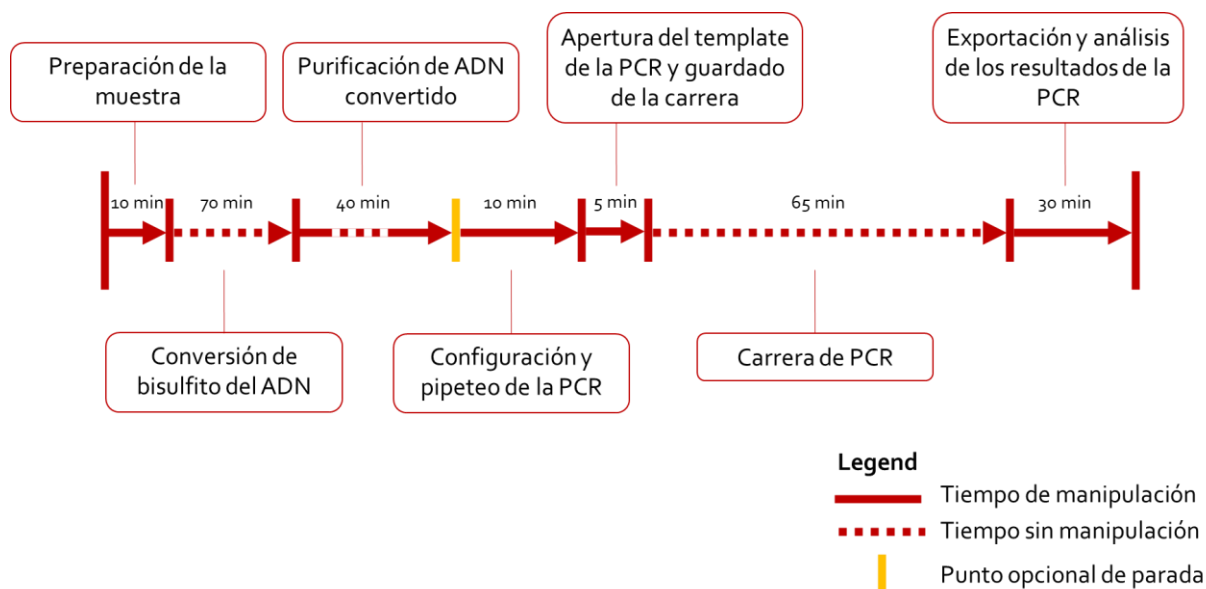 Preparación de la
muestra
Purificación de ADN
convertido
Apertura del template
de la PCR y guardado
de la carrera
Exportación y análisis
de los resultados de la
PCR
10 min
70 min
40 min
10 min
5 min
65 min
30 min
Conversión de
bisulfito del ADN
Configuración y
pipeteo de la PCR
Carrera de PCR
Legend
Tiempo de manipulación
Tiempo sin manipulación
Punto opcional de parada